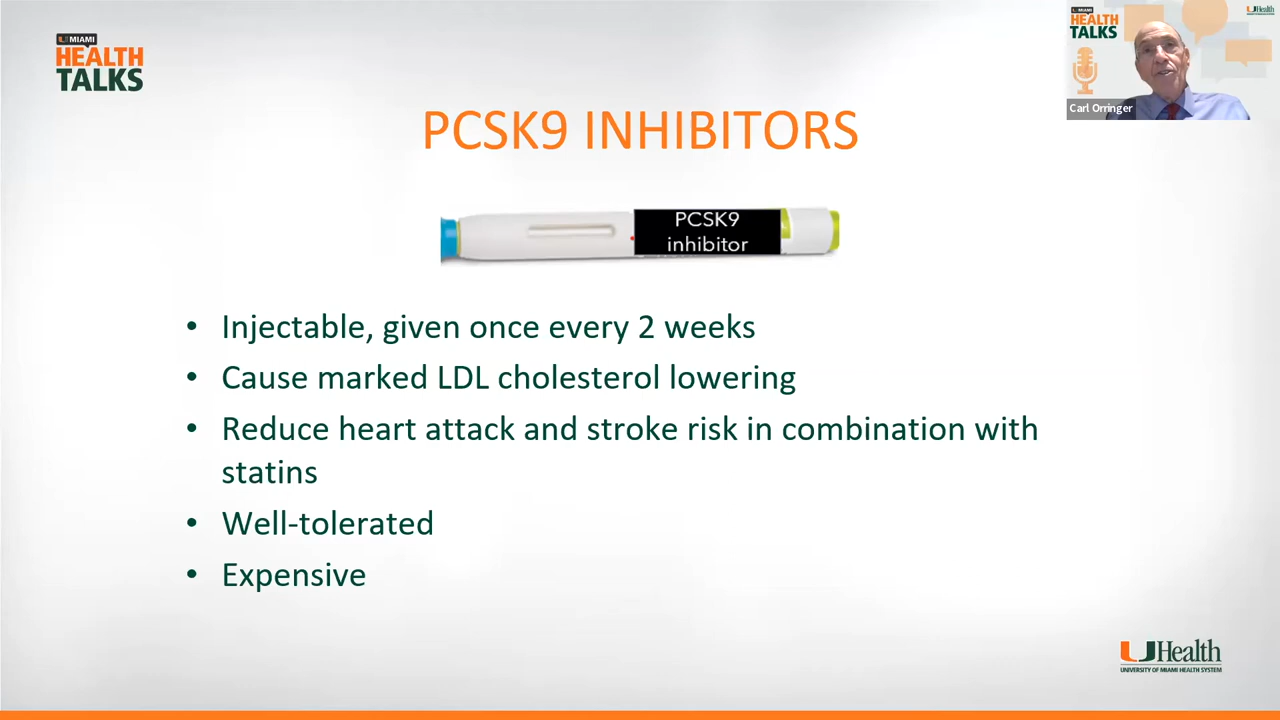 U MIAMI
HEALTH
TALKS
U MIAMI
HEALTH
TALKS
UHealth
Carl Orringer
PCSK9 INHIBITORS
PCSK9
inhibitor
• Injectable, given once every 2 weeks
• Cause marked LDL cholesterol lowering
• Reduce heart attack and stroke risk in combination with
statins
• Well-tolerated
• Expensive
UHealth
UNIVERSITY OF MIAMI HEALTH SYSTEM